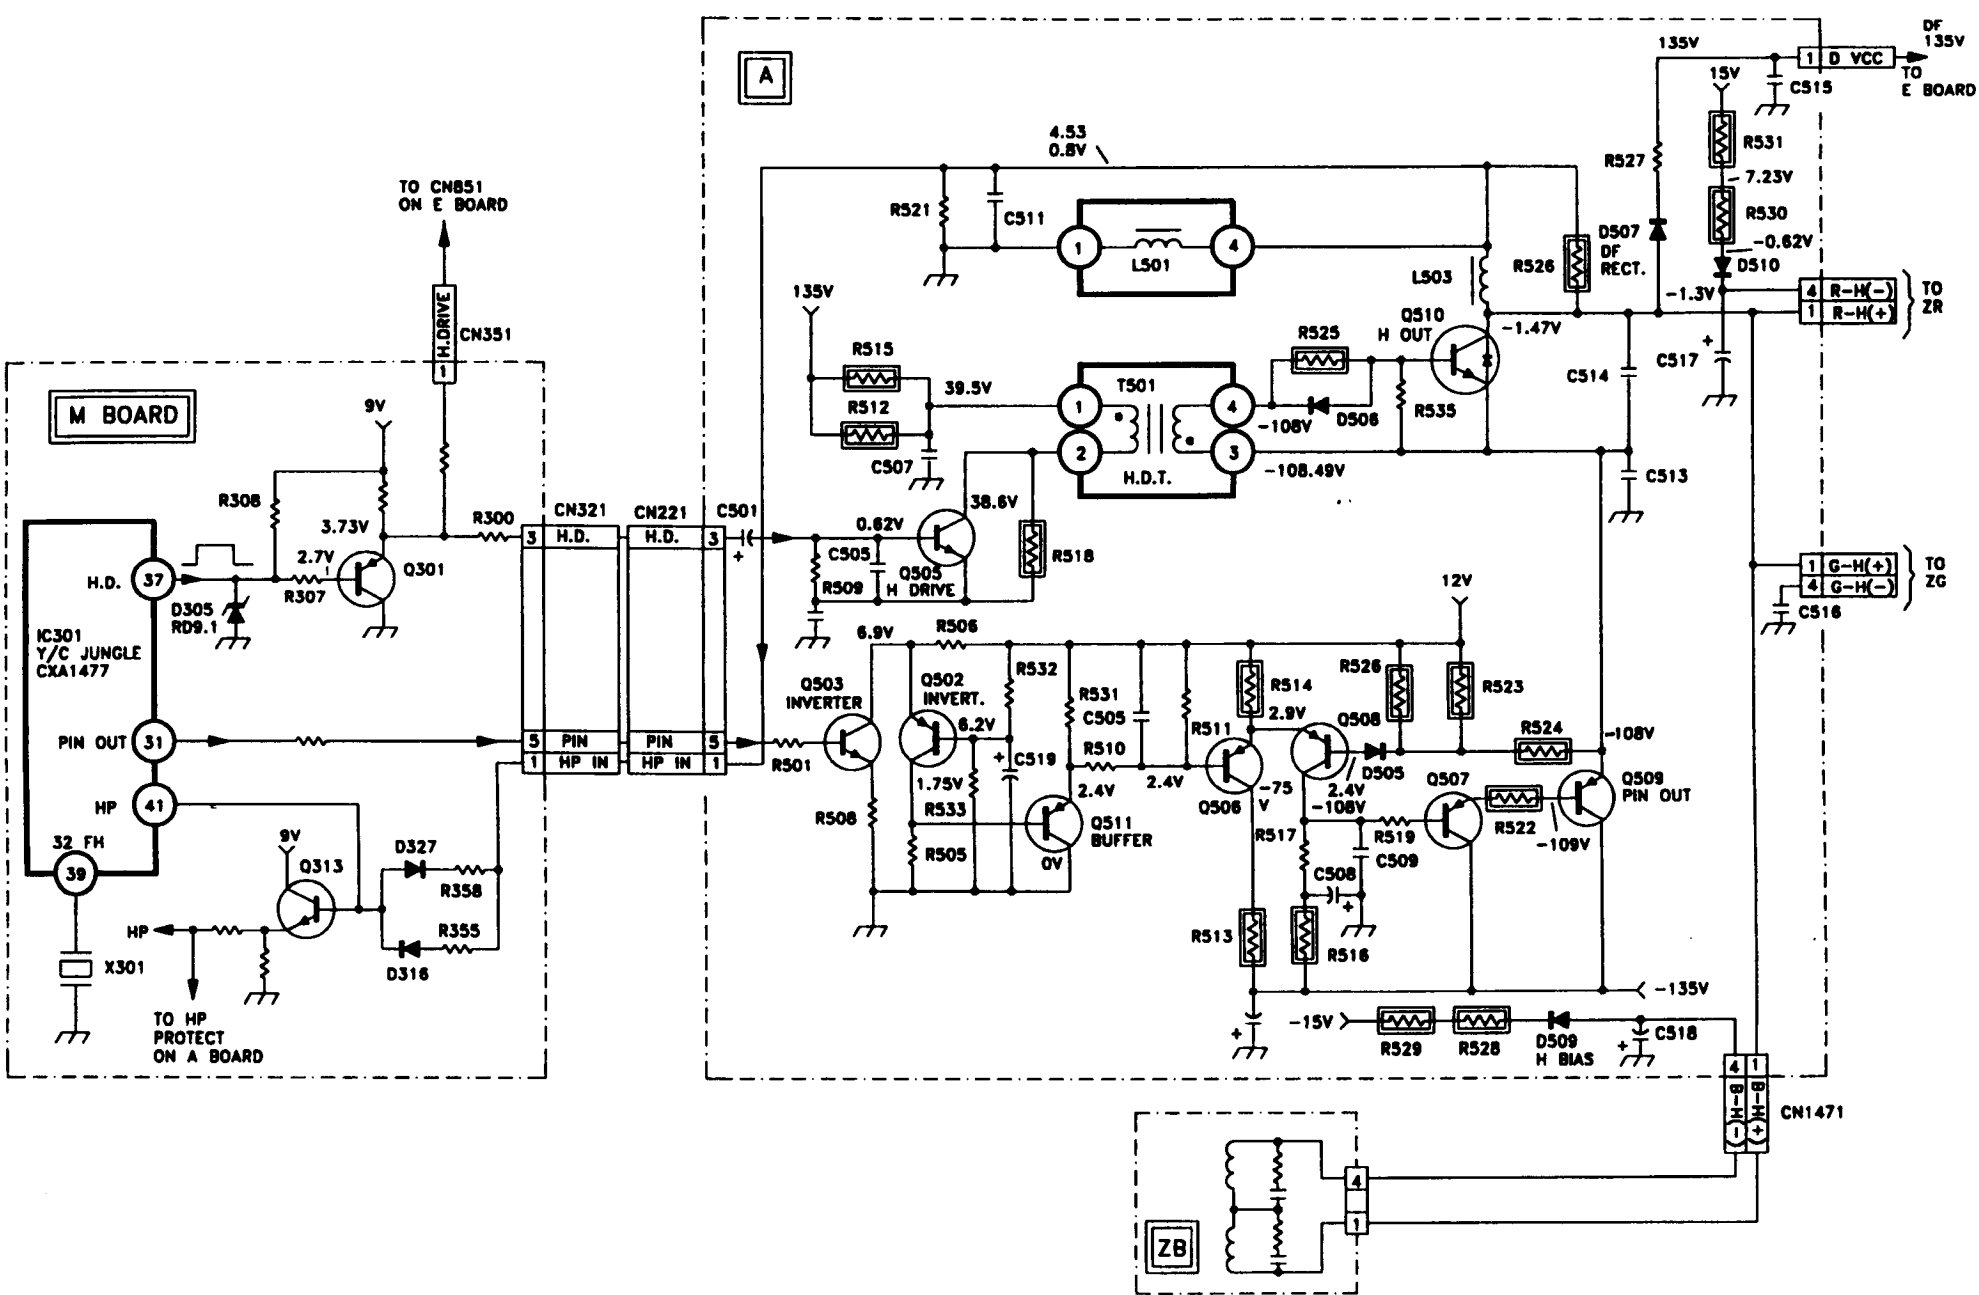 DF
135V
135V
1 D VCC
TO
E BOARD
A
15V
C515
R531
4.53
0.8V
R527
7.23V
TO CN851
ON E BOARD
R521
C511
R530
D507
DF
RECT.
-0.62V
D510
1
4
L501
R526
L503
H.DRIVE
1
CN351
135V
-1.3V
4 R-H(-)
1 R-H(+)
TO
ZR
Q510
H OUT
-1.47V
R525
R515
C517
M BOARD
9V
39.5V
1
T501
4
C514
R512
-108V
D506
R535
C507
2
3
H.D.T.
-108.49V
C513
R308
3.73V
R300
CN321
CN221
C501
38.6V
3 H.D.
H.D. 3
+
0.62V
C505
Q505
H DRIVE
R518
R509
2.7V
Q301
H.D. 37
R307
D305
RD9.1
1 G-H(+)
4 G-H(-)
TO
ZG
C516
12V
IC301
Y/C JUNGLE
CXA1477
6.9V
R506
R532
Q503
INVERTER
Q502
INVERT.
R531
C505
R514
R526
R523
6.2V
R511
2.9V
Q508
PIN OUT 31
5 PIN
PIN 5
1 HP IN
HP IN 1
R501
C519
R510
R524
-108V
D505
1.75V
2.4V
2.4V
Q506
-75
V
2.4V
-108V
Q507
Q509
PIN OUT
HP 41
R508
R533
Q511
BUFFER
R517
R519
R522
-109V
32 FH
39
9V
D327
R505
0V
C509
Q313
R358
C508
HP
R355
R513
R516
X301
D316
-135V
TO HP
PROTECT
ON A BOARD
-15V
R529
R528
D509
H BIAS
C518
4 1
B-H(-)
B-H(+)
CN1471
4
1
ZB